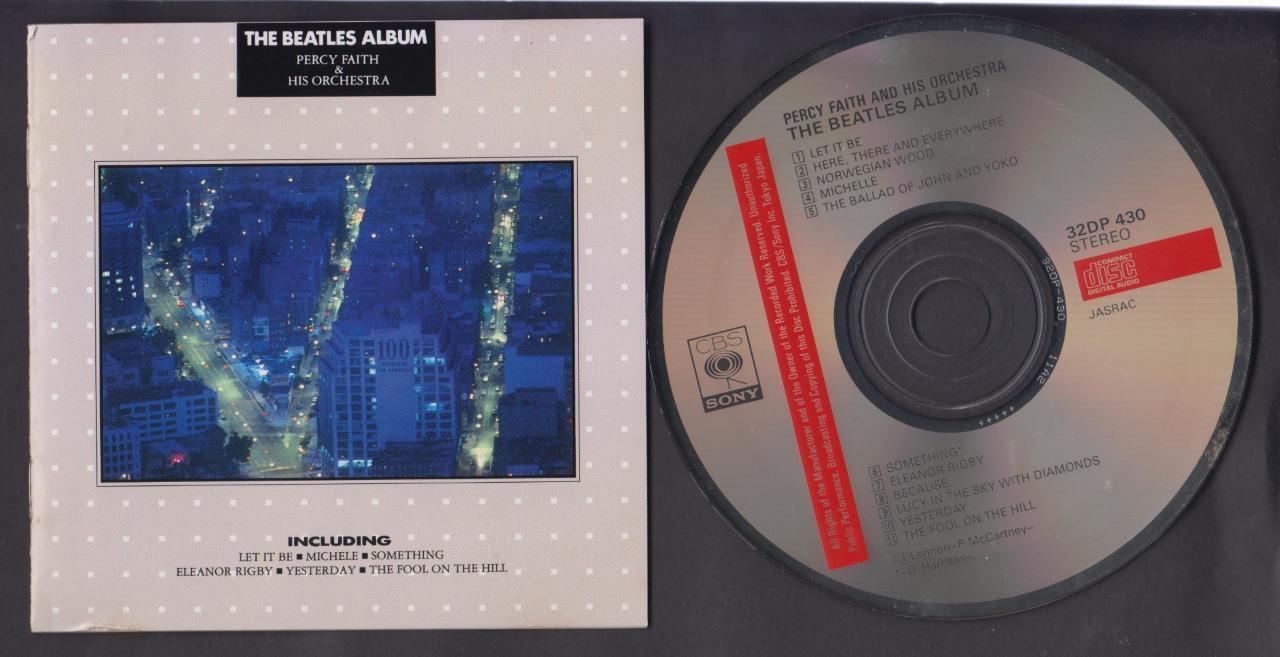 THE BEATLES ALBUM
PERCY FAITH
&
HIS ORCHESTRA
100
INCLUDING
LET IT BE ■ MICHELE ■ SOMETHING
ELEANOR RIGBY ■ YESTERDAY ■ THE FOOL ON THE HILL
PERCY FAITH AND HIS ORCHESTRA
THE BEATLES ALBUM
1 LET IT BE
2 HERE, THERE AND EVERYWHERE
3 NORWEGIAN WOOD
4 MICHELLE
5 THE BALLAD OF JOHN AND YOKO
32DP 430
STEREO
COMPACT
disc
DIGITAL AUDIO
JASRAC
32DP-430
11A2
+++++
CBS
SONY
All Rights of the Manufacturer and of the Owner of the Recorded Work Reserved. Unauthorized
Public Performance, Broadcasting and Copying of this Disc Prohibited. CBS/Sony Inc. Tokyo Japan.
6 SOMETHING*
7 ELEANOR RIGBY
8 BECAUSE
9 LUCY IN THE SKY WITH DIAMONDS
10 YESTERDAY
11 THE FOOL ON THE HILL
–J. Lennon–P. McCartney–
*–G. Harrison–